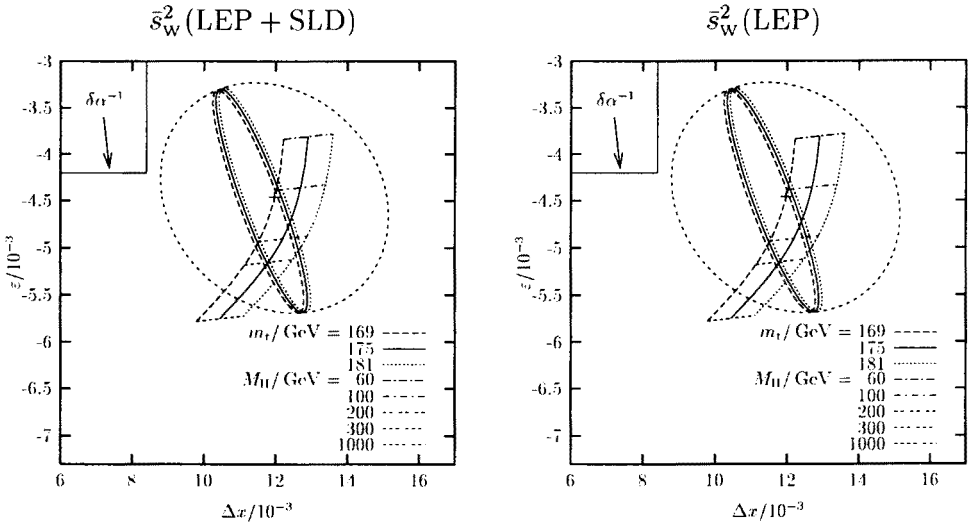 s̄²_W(LEP + SLD)
-3
-3.5
-4
-4.5
-5
-5.5
-6
-6.5
-7
ε/10⁻³
δα⁻¹
m_t/ GeV = 169
175
181
M_H/ GeV = 60
100
200
300
1000
6 8 10 12 14 16
Δx/10⁻³
s̄²_W(LEP)
-3
-3.5
-4
-4.5
-5
-5.5
-6
-6.5
-7
ε/10⁻³
δα⁻¹
m_t/ GeV = 169
175
181
M_H/ GeV = 60
100
200
300
1000
6 8 10 12 14 16
Δx/10⁻³